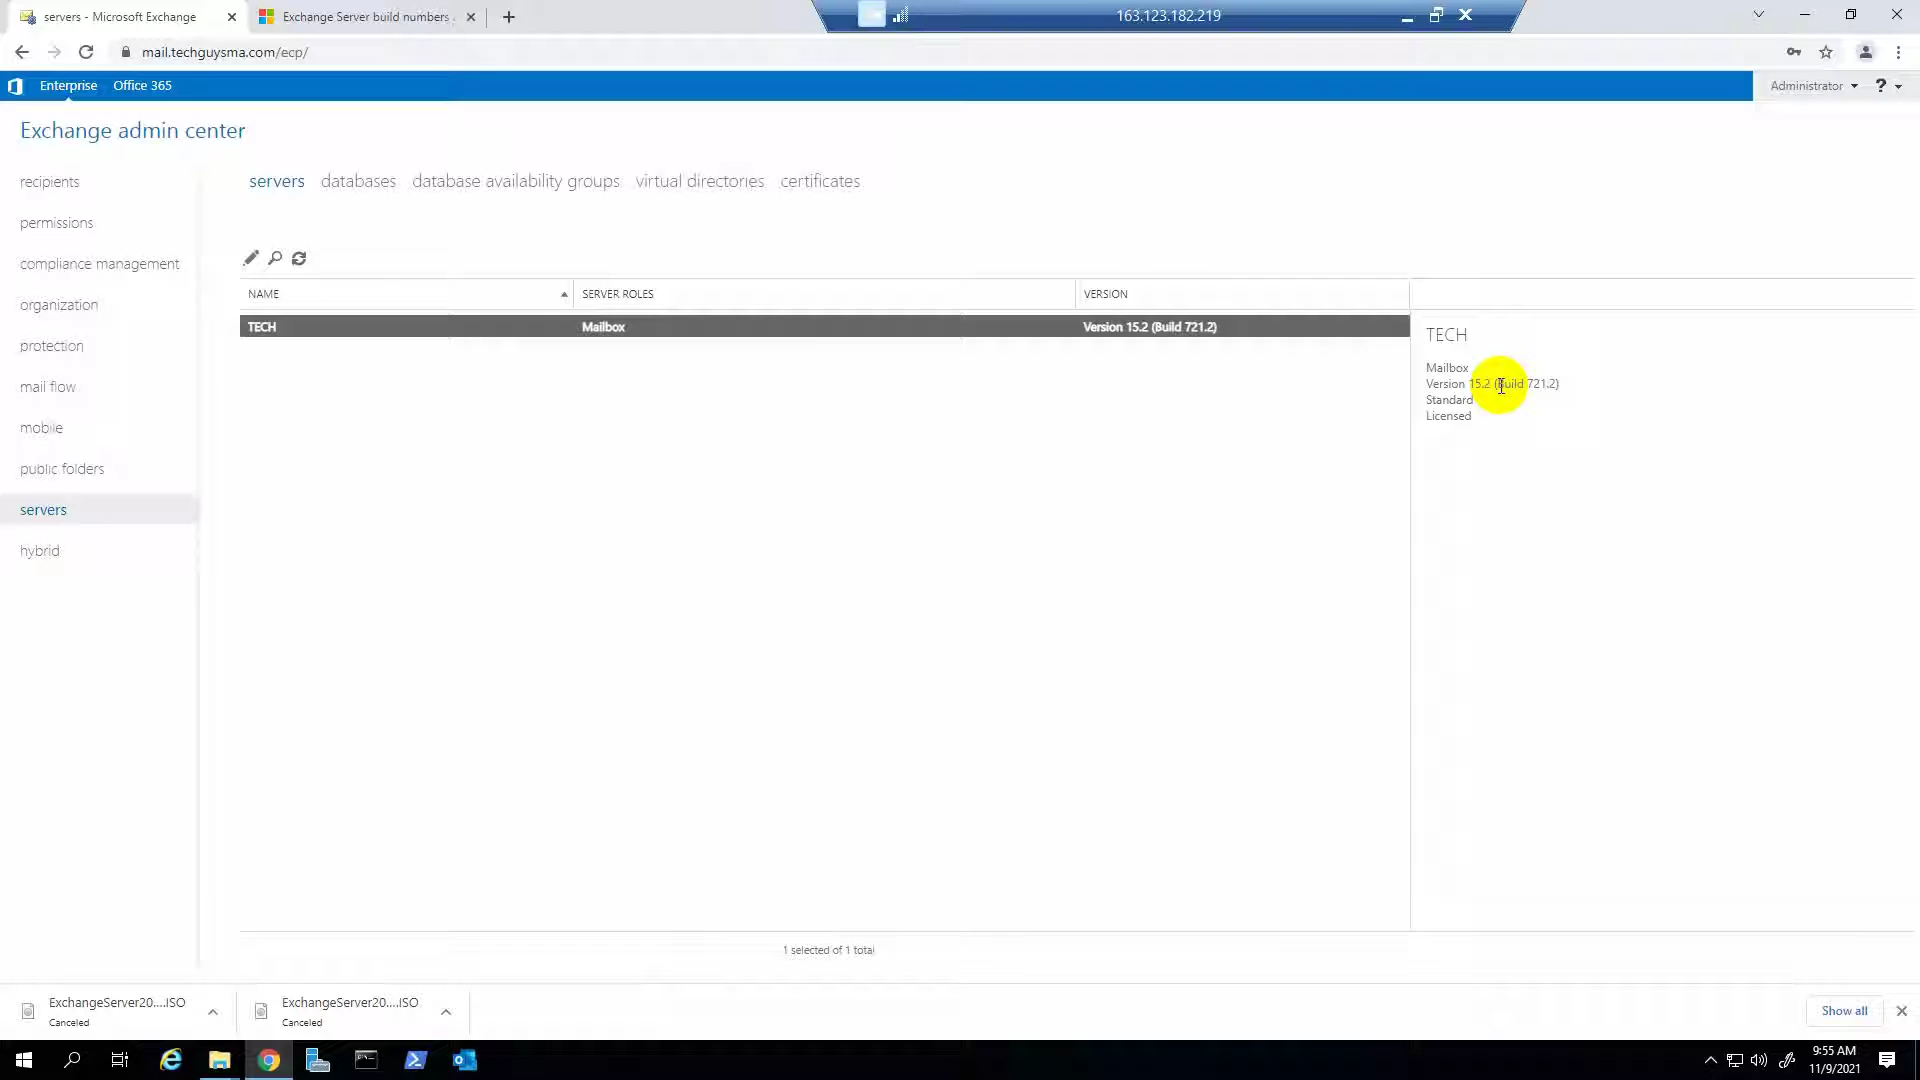 servers - Microsoft Exchange
Exchange Server build numbers
163.123.182.219
mail.techguysma.com/ecp/
Enterprise
Office 365
Administrator
?
Exchange admin center
recipients
permissions
compliance management
organization
protection
mail flow
mobile
public folders
servers
hybrid
servers
databases
database availability groups
virtual directories
certificates
NAME
SERVER ROLES
VERSION
TECH
Mailbox
Version 15.2 (Build 721.2)
TECH
Mailbox
Version 15.2 (Build 721.2)
Standard
Licensed
1 selected of 1 total
ExchangeServer20....ISO
Canceled
ExchangeServer20....ISO
Canceled
Show all
9:55 AM
11/9/2021